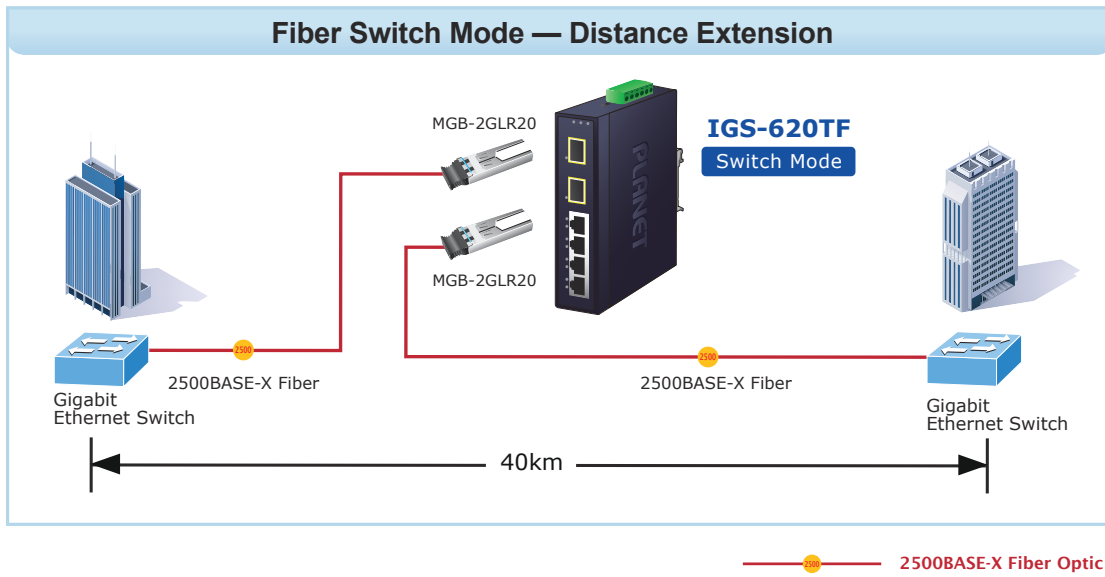 Fiber Switch Mode — Distance Extension
MGB-2GLR20
IGS-620TF
Switch Mode
PLANET
MGB-2GLR20
2500
2500
2500BASE-X Fiber
2500BASE-X Fiber
Gigabit
Ethernet Switch
Gigabit
Ethernet Switch
40km
2500
2500BASE-X Fiber Optic